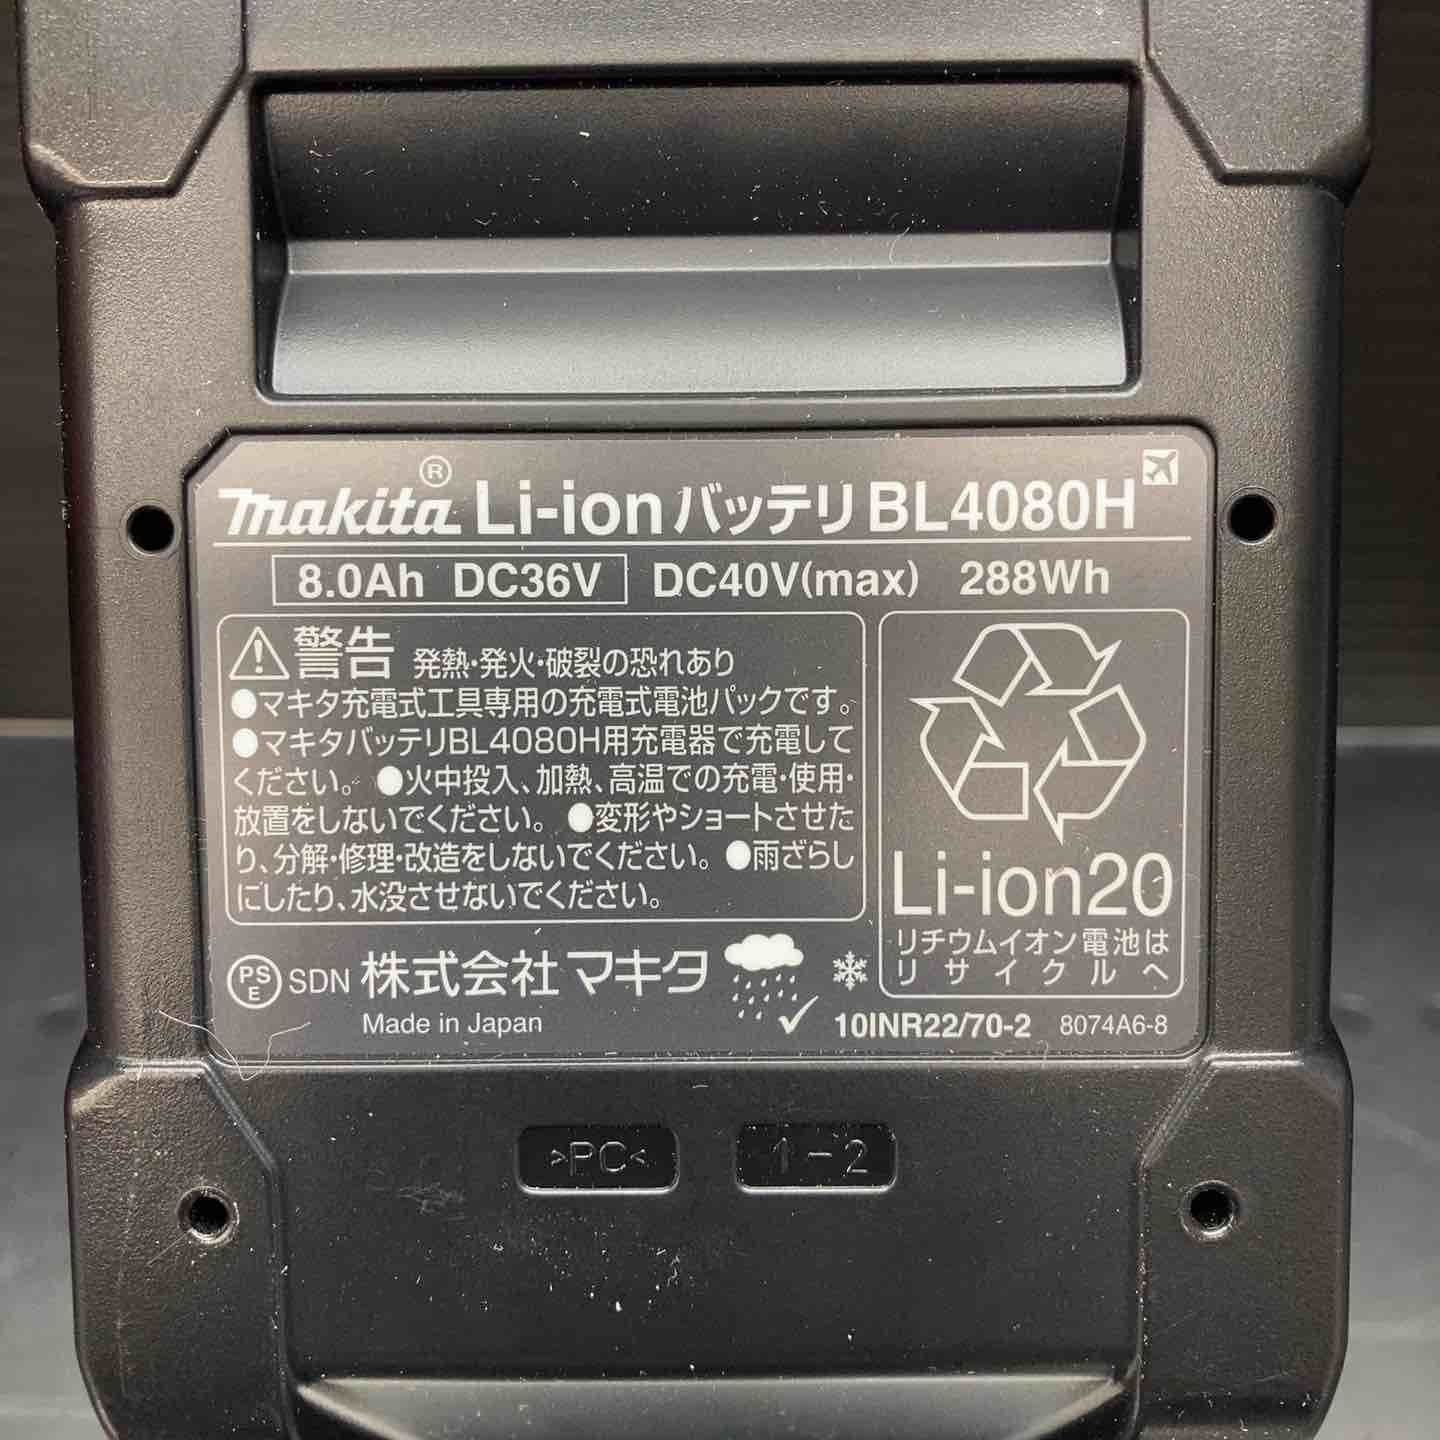 makita® Li-ionバッテリ BL4080H
8.0Ah DC36V DC40V(max) 288Wh
警告 発熱・発火・破裂の恐れあり
●マキタ充電式工具専用の充電式電池パックです。
●マキタバッテリBL4080H用充電器で充電して
ください。 ●火中投入、加熱、高温での充電・使用・
放置をしないでください。 ●変形やショートさせた
り、分解・修理・改造をしないでください。 ●雨ざらし
にしたり、水没させないでください。
Li-ion20
リチウムイオン電池は
リサイクルへ
PS
E
SDN 株式会社マキタ
Made in Japan
10INR22/70-2 8074A6-8
>PC< 1-2